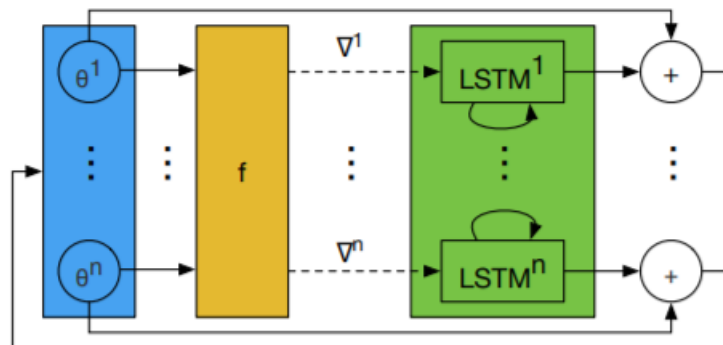 ∇¹
θ¹ LSTM¹ +
f
∇ⁿ
θⁿ LSTMⁿ +